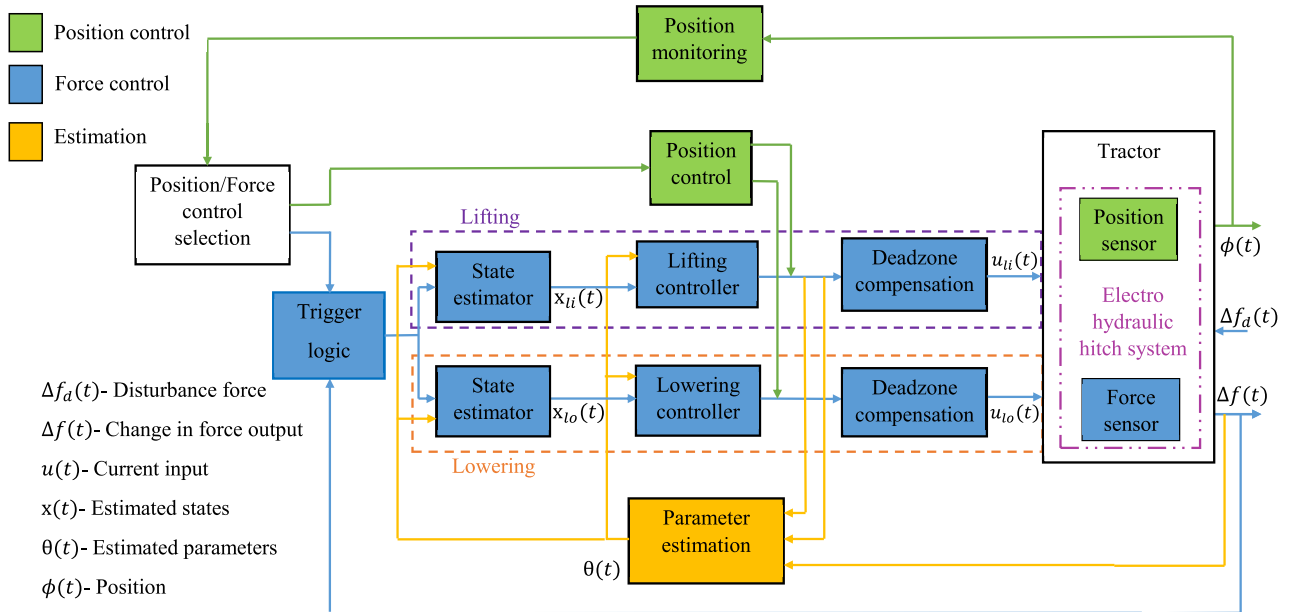 Position control
Force control
Estimation
Position
monitoring
Position/Force
control
selection
Position
control
Tractor
Lifting
State
estimator
x_{li}(t)
Lifting
controller
Deadzone
compensation
u_{li}(t)
Position
sensor
ϕ(t)
Trigger
logic
Electro
hydraulic
hitch system
Δf_d(t)
State
estimator
x_{lo}(t)
Lowering
controller
Deadzone
compensation
u_{lo}(t)
Force
sensor
Δf(t)
Lowering
Parameter
estimation
θ(t)
Δf_d(t)- Disturbance force
Δf(t)- Change in force output
u(t)- Current input
x(t)- Estimated states
θ(t)- Estimated parameters
ϕ(t)- Position